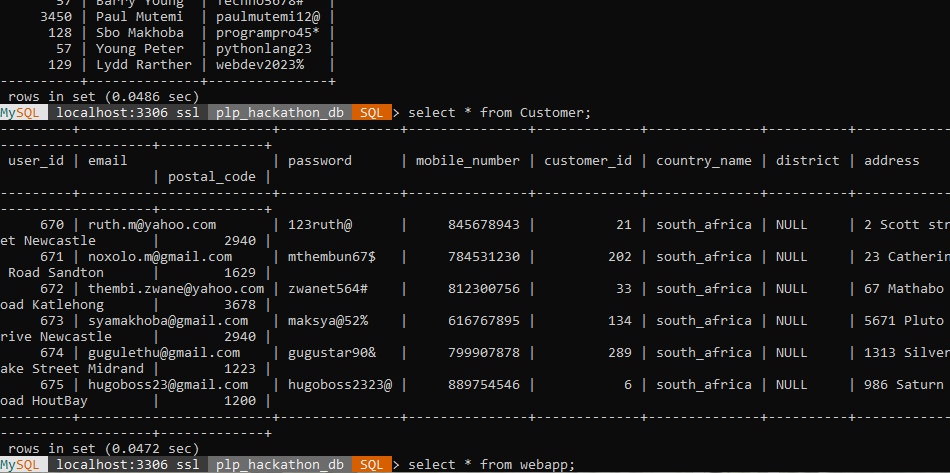 57 | Barry Young | Techno5678# |
3450 | Paul Mutemi | paulmutemi12@ |
128 | Sbo Makhoba | programpro45* |
57 | Young Peter | pythonlang23 |
129 | Lydd Rarther | webdev2023% |
rows in set (0.0486 sec)
MySQL localhost:3306 ssl plp_hackathon_db SQL > select * from Customer;
user_id | email | password | mobile_number | customer_id | country_name | district | address
| postal_code |
670 | ruth.m@yahoo.com | 123ruth@ | 845678943 | 21 | south_africa | NULL | 2 Scott str
et Newcastle | 2940 |
671 | noxolo.m@gmail.com | mthembun67$ | 784531230 | 202 | south_africa | NULL | 23 Catherin
Road Sandton | 1629 |
672 | thembi.zwane@yahoo.com | zwanet564# | 812300756 | 33 | south_africa | NULL | 67 Mathabo
oad Katlehong | 3678 |
673 | syamakhoba@gmail.com | maksya@52% | 616767895 | 134 | south_africa | NULL | 5671 Pluto
rive Newcastle | 2940 |
674 | gugulethu@gmail.com | gugustar90& | 799907878 | 289 | south_africa | NULL | 1313 Silver
ake Street Midrand | 1223 |
675 | hugoboss23@gmail.com | hugoboss2323@ | 889754546 | 6 | south_africa | NULL | 986 Saturn
oad HoutBay | 1200 |
rows in set (0.0472 sec)
MySQL localhost:3306 ssl plp_hackathon_db SQL > select * from webapp;